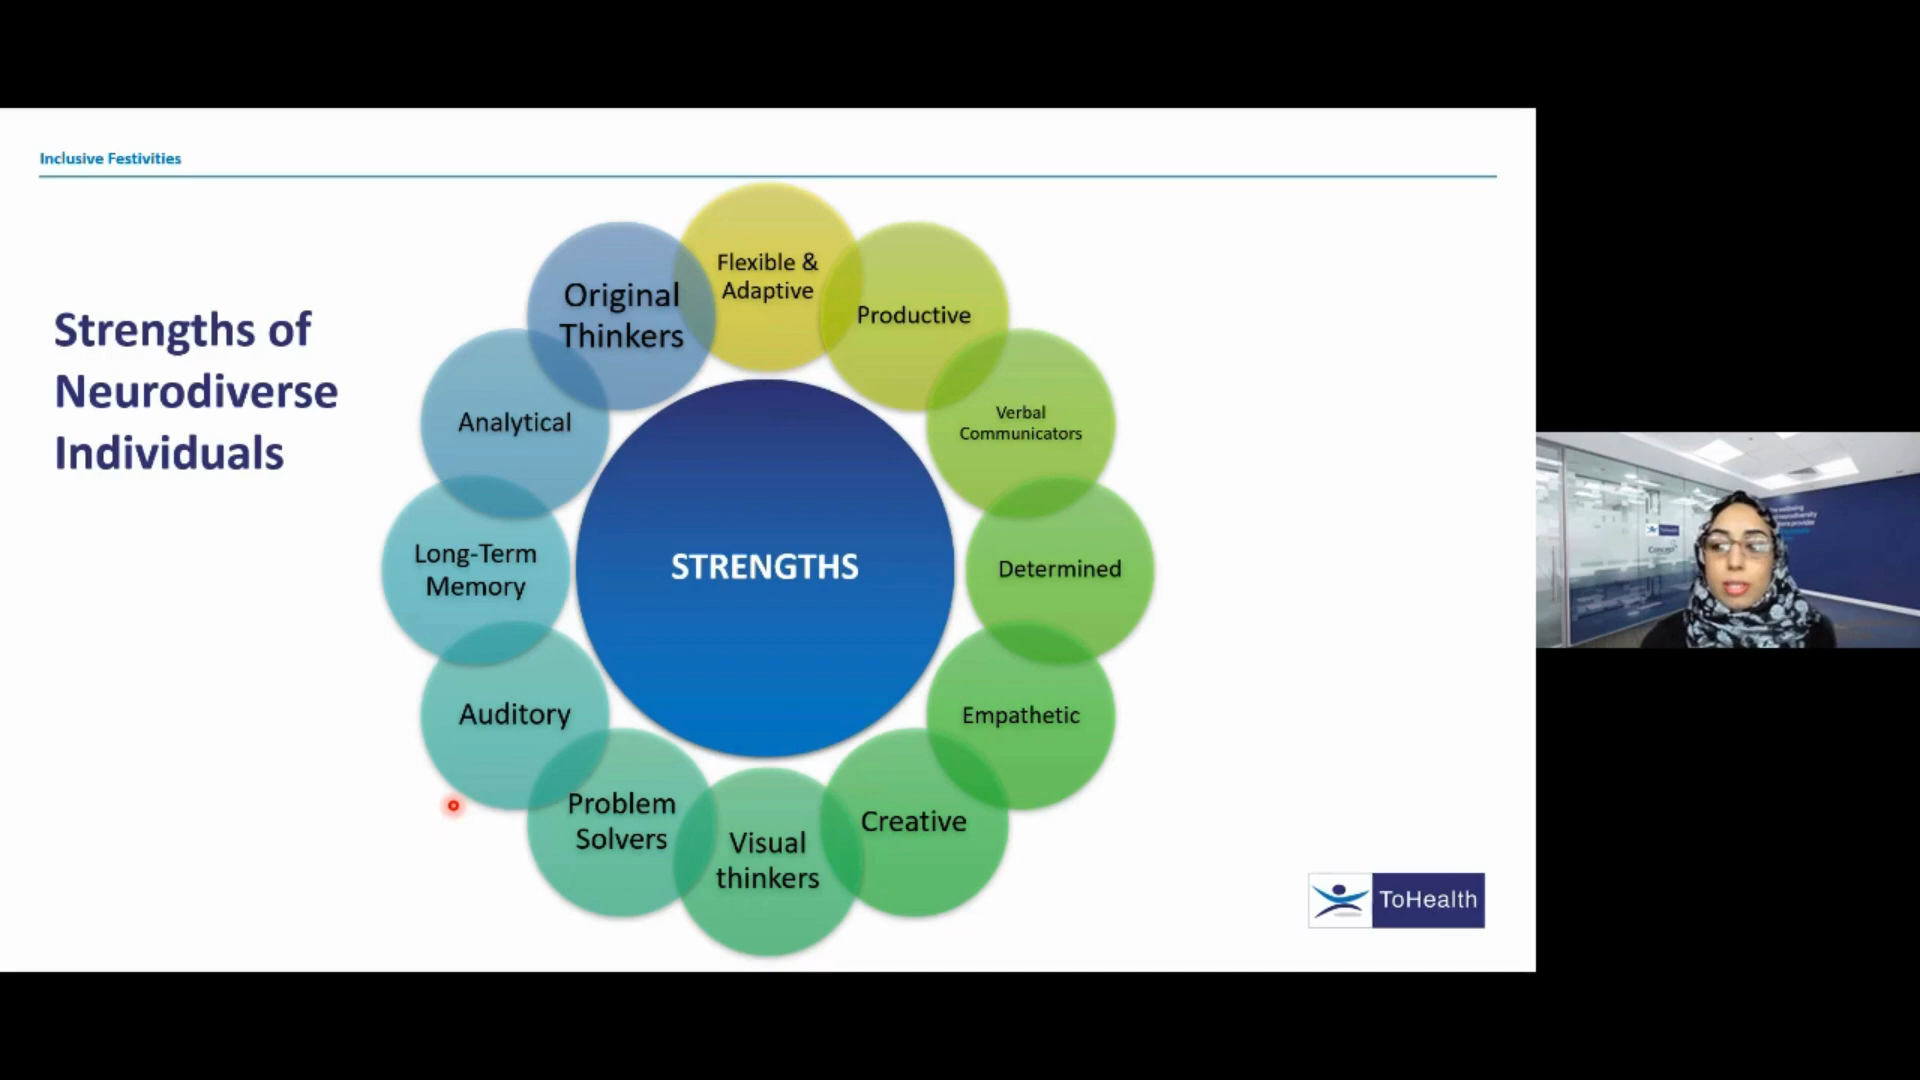 Inclusive Festivities
Strengths of
Neurodiverse
Individuals
Flexible &
Adaptive
Productive
Verbal
Communicators
Determined
Empathetic
Creative
Visual
thinkers
Problem
Solvers
Auditory
Long-Term
Memory
Analytical
Original
Thinkers
STRENGTHS
ToHealth